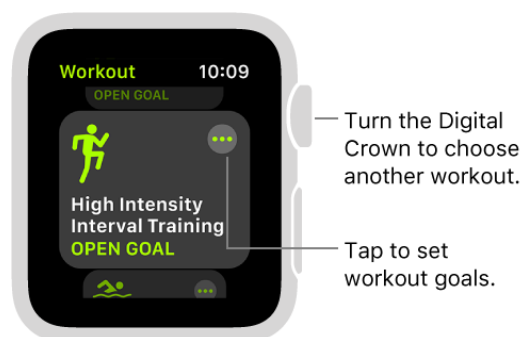 Workout 10:09
OPEN GOAL
High Intensity
Interval Training
OPEN GOAL
Turn the Digital
Crown to choose
another workout.
Tap to set
workout goals.